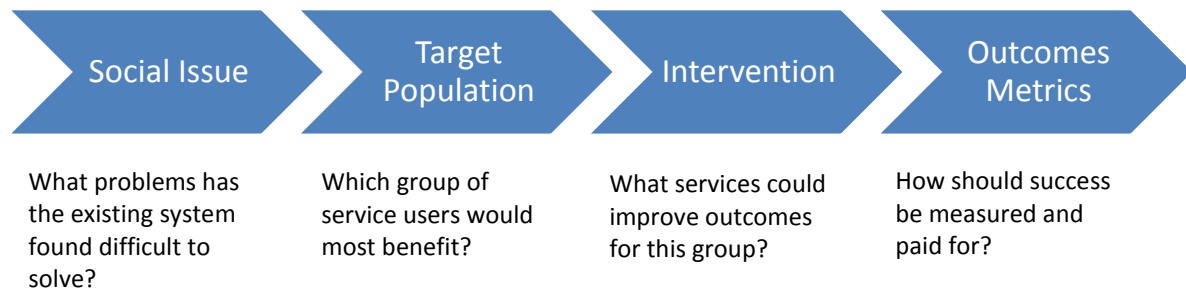 Social Issue
Target
Population
Intervention
Outcomes
Metrics
What problems has
the existing system
found difficult to
solve?
Which group of
service users would
most benefit?
What services could
improve outcomes
for this group?
How should success
be measured and
paid for?